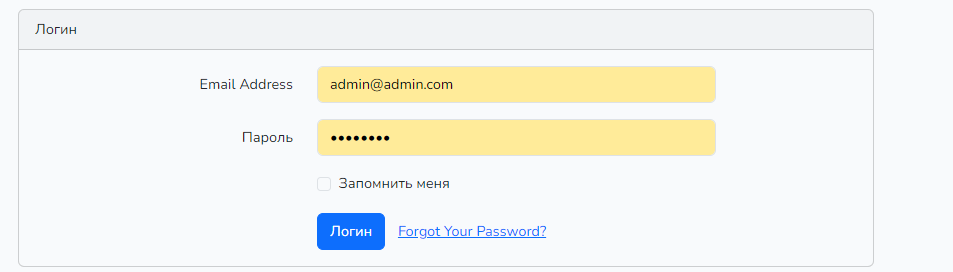 Логин
Email Address admin@admin.com
Пароль ••••••••
Запомнить меня
Логин Forgot Your Password?